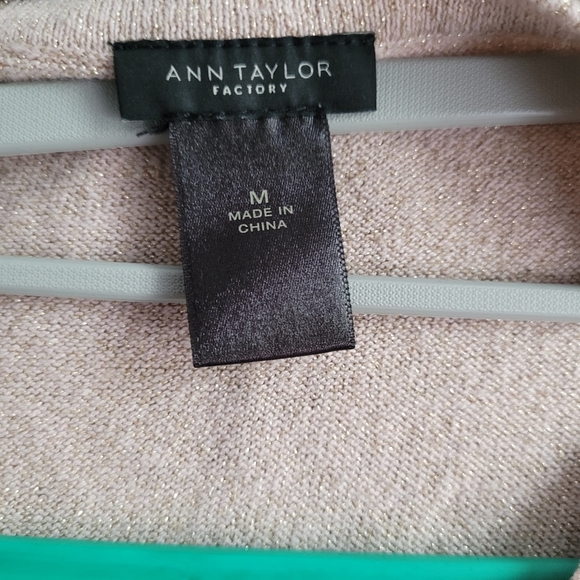 ANN TAYLOR
FACTORY
M
MADE IN
CHINA